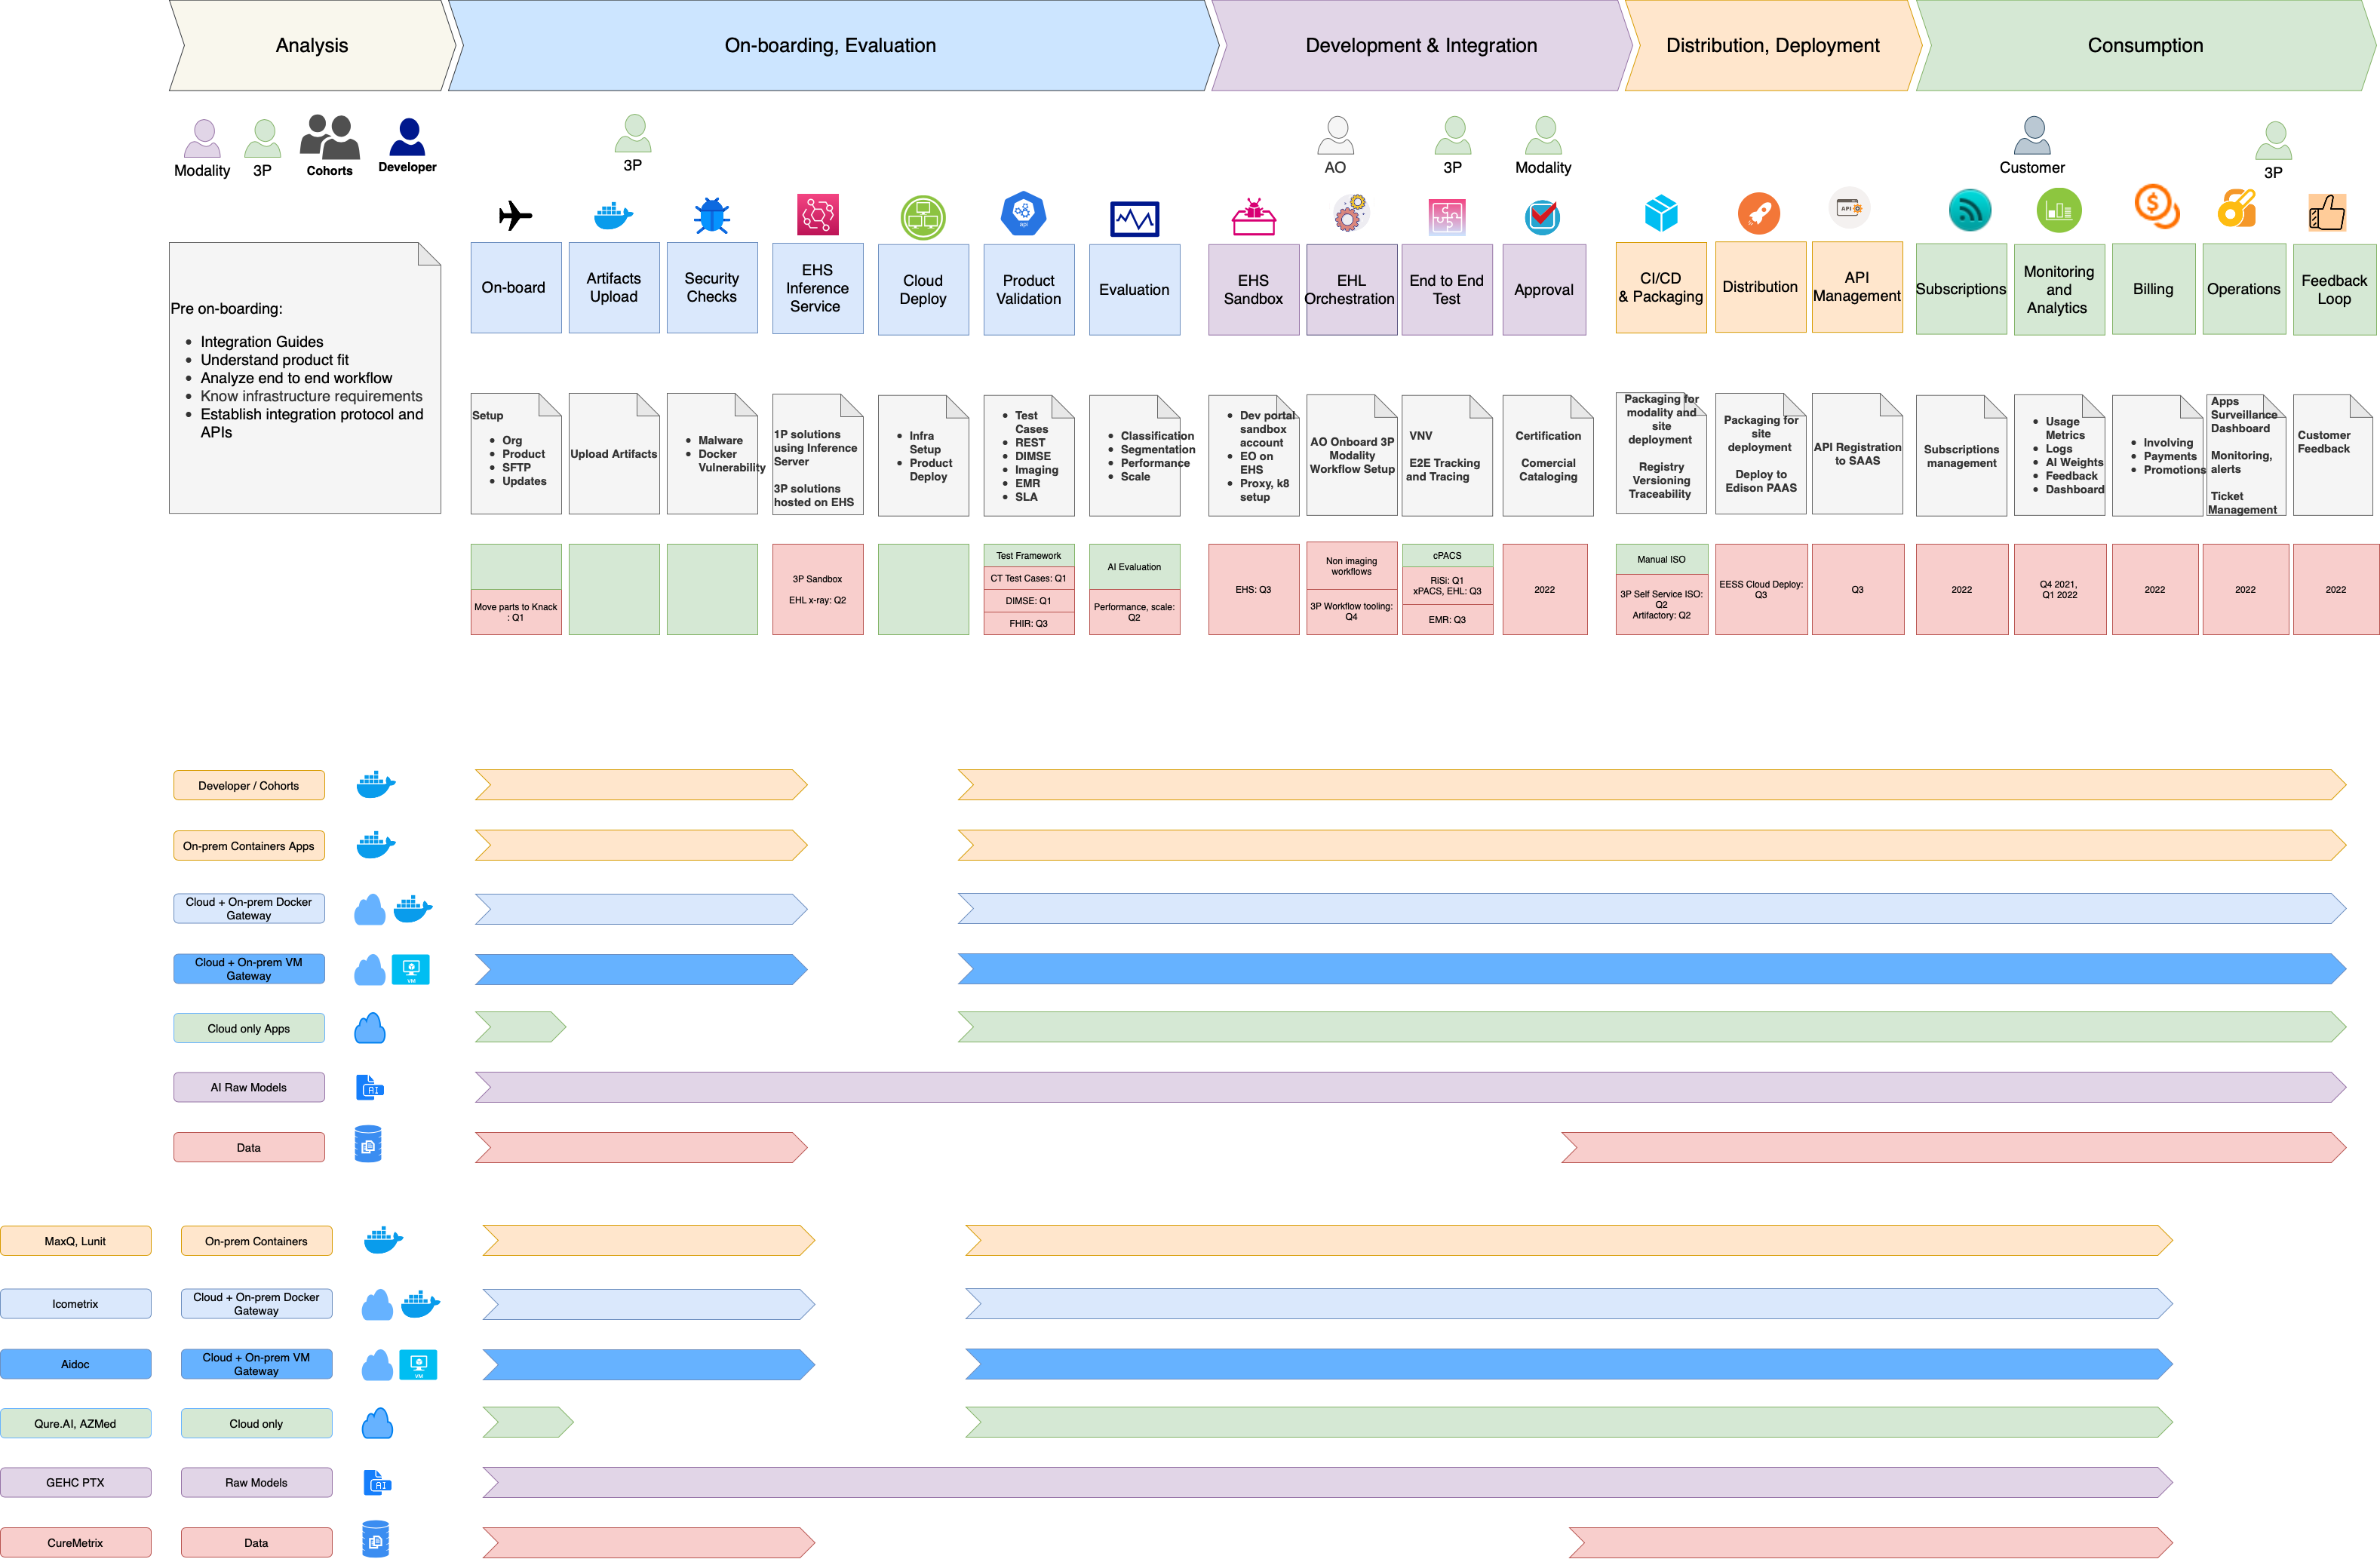 Analysis
On-boarding, Evaluation
Development & Integration
Distribution, Deployment
Consumption
Modality
3P
Cohorts
Developer
3P
AO
3P
Modality
Customer
3P
api
API
Pre on-boarding:
Integration Guides
Understand product fit
Analyze end to end workflow
Know infrastructure requirements
Establish integration protocol and
APIs
On-board
Artifacts
Upload
Security
Checks
EHS
Inference
Service
Cloud
Deploy
Product
Validation
Evaluation
EHS
Sandbox
EHL
Orchestration
End to End
Test
Approval
CI/CD
& Packaging
Distribution
API
Management
Subscriptions
Monitoring
and
Analytics
Billing
Operations
Feedback
Loop
Setup
Org
Product
SFTP
Updates
Upload Artifacts
Malware
Docker
Vulnerability
1P solutions
using Inference
Server
3P solutions
hosted on EHS
Infra
Setup
Product
Deploy
Test
Cases
REST
DIMSE
Imaging
EMR
SLA
Classification
Segmentation
Performance
Scale
Dev portal
sandbox
account
EO on
EHS
Proxy, k8
setup
AO Onboard 3P
Modality
Workflow Setup
VNV
E2E Tracking
and Tracing
Certification
Comercial
Cataloging
Packaging for
modality and
site
deployment
Registry
Versioning
Traceability
Packaging for
site
deployment
Deploy to
Edison PAAS
API Registration
to SAAS
Subscriptions
management
Usage
Metrics
Logs
AI Weights
Feedback
Dashboard
Involving
Payments
Promotions
Apps
Surveillance
Dashboard
Monitoring,
alerts
Ticket
Management
Customer
Feedback
Move parts to Knack
: Q1
3P Sandbox
EHL x-ray: Q2
Test Framework
CT Test Cases: Q1
DIMSE: Q1
FHIR: Q3
AI Evaluation
Performance, scale:
Q2
EHS: Q3
Non imaging
workflows
3P Workflow tooling:
Q4
cPACS
RiSi: Q1
xPACS, EHL: Q3
EMR: Q3
2022
Manual ISO
3P Self Service ISO:
Q2
Artifactory: Q2
EESS Cloud Deploy:
Q3
Q3
2022
Q4 2021,
Q1 2022
2022
2022
2022
Developer / Cohorts
On-prem Containers Apps
Cloud + On-prem Docker
Gateway
Cloud + On-prem VM
Gateway
VM
Cloud only Apps
AI Raw Models
AI
Data
MaxQ, Lunit
On-prem Containers
Icometrix
Cloud + On-prem Docker
Gateway
Aidoc
Cloud + On-prem VM
Gateway
VM
Qure.AI, AZMed
Cloud only
GEHC PTX
Raw Models
AI
CureMetrix
Data